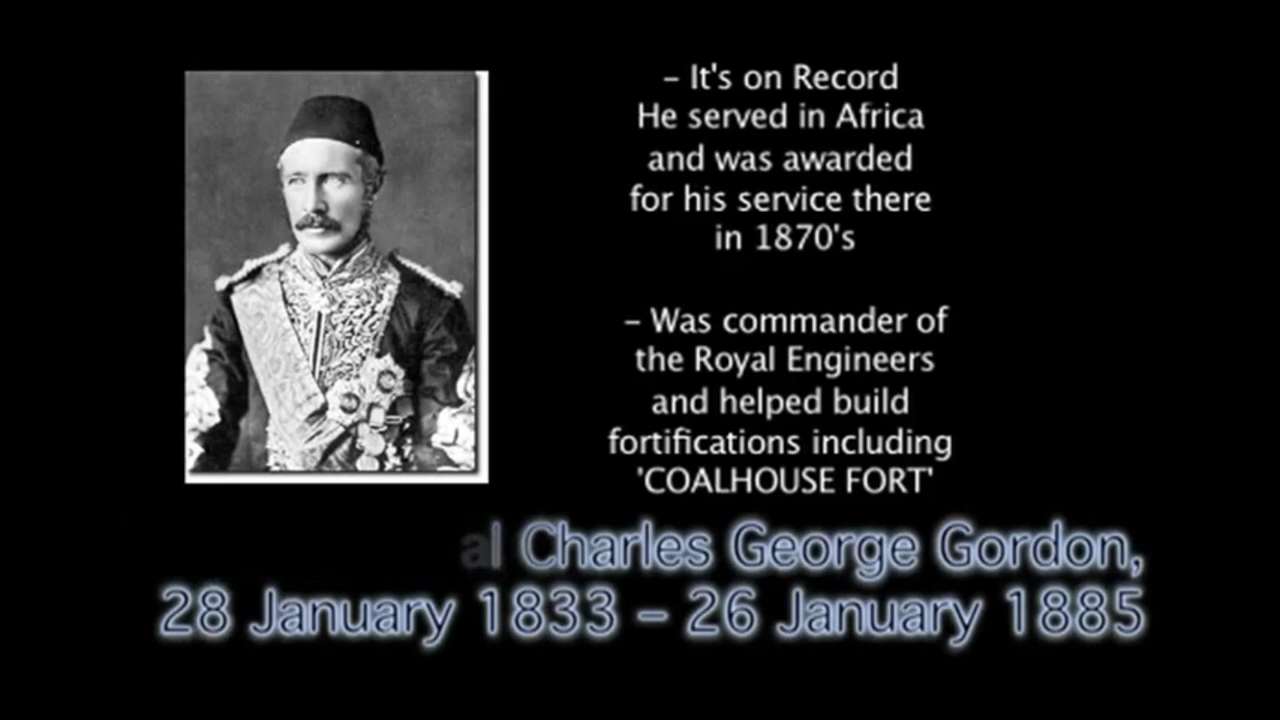 – It's on Record
He served in Africa
and was awarded
for his service there
in 1870's
– Was commander of
the Royal Engineers
and helped build
fortifications including
'COALHOUSE FORT'
al Charles George Gordon,
28 January 1833 – 26 January 1885